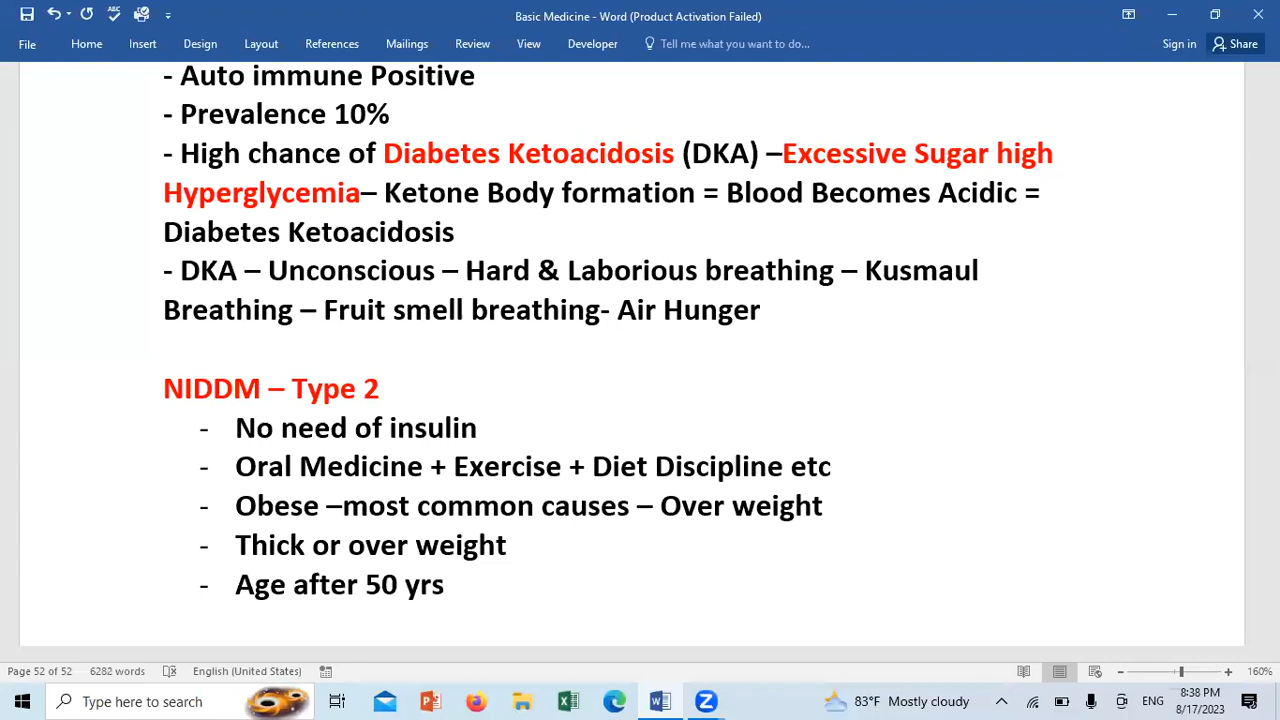 Basic Medicine - Word (Product Activation Failed)
File Home Insert Design Layout References Mailings Review View Developer Tell me what you want to do... Sign in Share
- Auto immune Positive
- Prevalence 10%
- High chance of Diabetes Ketoacidosis (DKA) –Excessive Sugar high
Hyperglycemia– Ketone Body formation = Blood Becomes Acidic =
Diabetes Ketoacidosis
- DKA – Unconscious – Hard & Laborious breathing – Kusmaul
Breathing – Fruit smell breathing- Air Hunger
NIDDM – Type 2
- No need of insulin
- Oral Medicine + Exercise + Diet Discipline etc
- Obese –most common causes – Over weight
- Thick or over weight
- Age after 50 yrs
Page 52 of 52 6282 words English (United States) 160%
Type here to search 83°F Mostly cloudy ENG 8:38 PM
8/17/2023